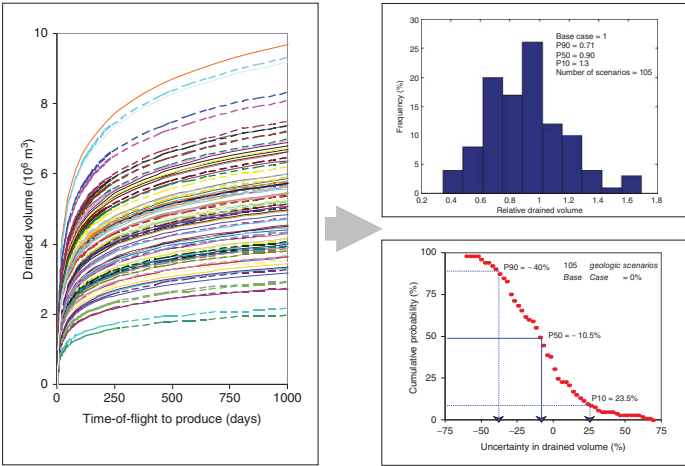 10
8
6
4
2
0
Drained volume (10⁶ m³)
0
250
500
750
1000
Time-of-flight to produce (days)
30
25
20
15
10
5
0
Frequency (%)
Base case = 1
P90 = 0.71
P50 = 0.90
P10 = 1.3
Number of scenarios = 105
0.2
0.4
0.6
0.8
1
1.2
1.4
1.6
1.8
Relative drained volume
100
75
50
25
0
Cumulative probability (%)
P90 = − 40%
105 geologic scenarios
Base Case = 0%
P50 = − 10.5%
P10 = 23.5%
−75
−50
−25
0
25
50
75
Uncertainty in drained volume (%)